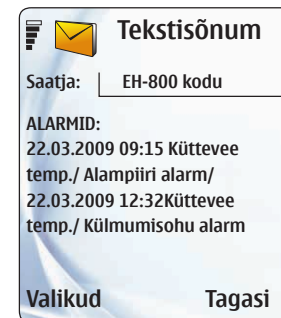 Tekstisõnum
Saatja: EH-800 kodu
ALARMID:
22.03.2009 09:15 Küttevee
temp./ Alampiiri alarm/
22.03.2009 12:32Küttevee
temp./ Külmumisohu alarm
Valikud Tagasi